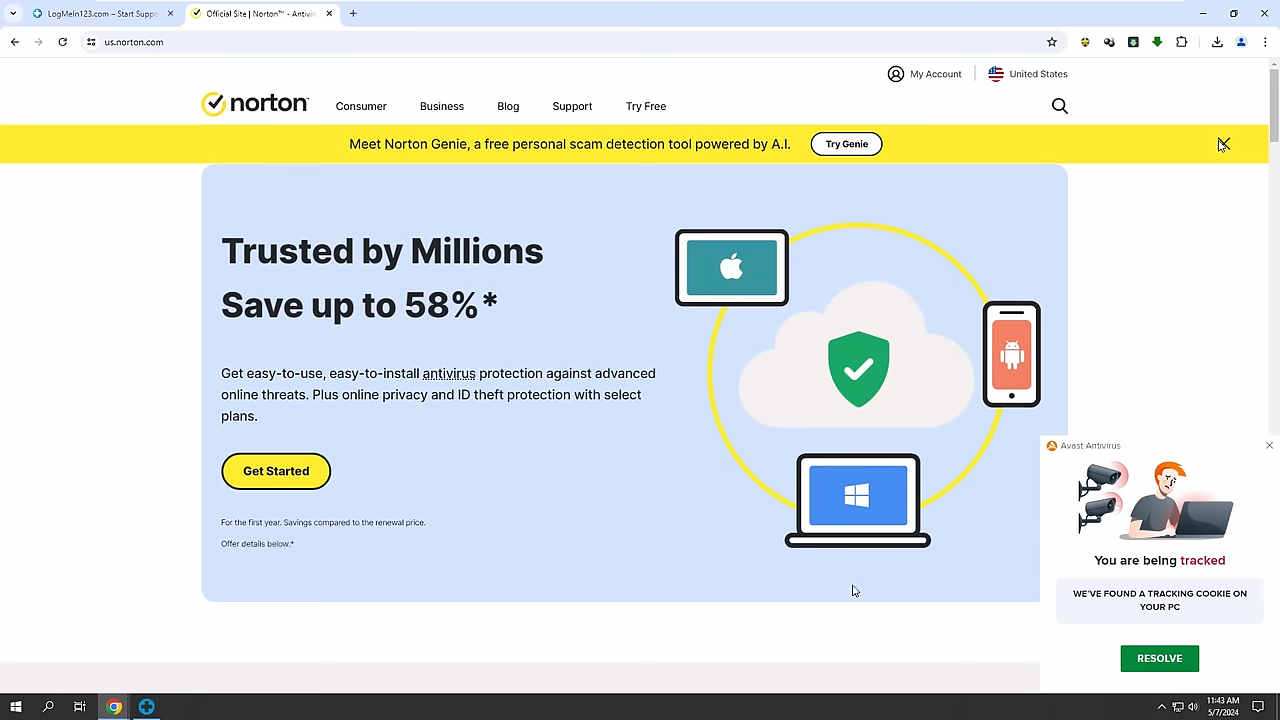 LogMeIn123.com – Start Suppo
Official Site | Norton™ - Antivir
us.norton.com
My Account
United States
norton
Consumer
Business
Blog
Support
Try Free
Meet Norton Genie, a free personal scam detection tool powered by A.I.
Try Genie
Trusted by Millions
Save up to 58%*
Get easy-to-use, easy-to-install antivirus protection against advanced
online threats. Plus online privacy and ID theft protection with select
plans.
Get Started
For the first year. Savings compared to the renewal price.
Offer details below.*
Avast Antivirus
You are being tracked
WE'VE FOUND A TRACKING COOKIE ON
YOUR PC
RESOLVE
11:43 AM
5/7/2024